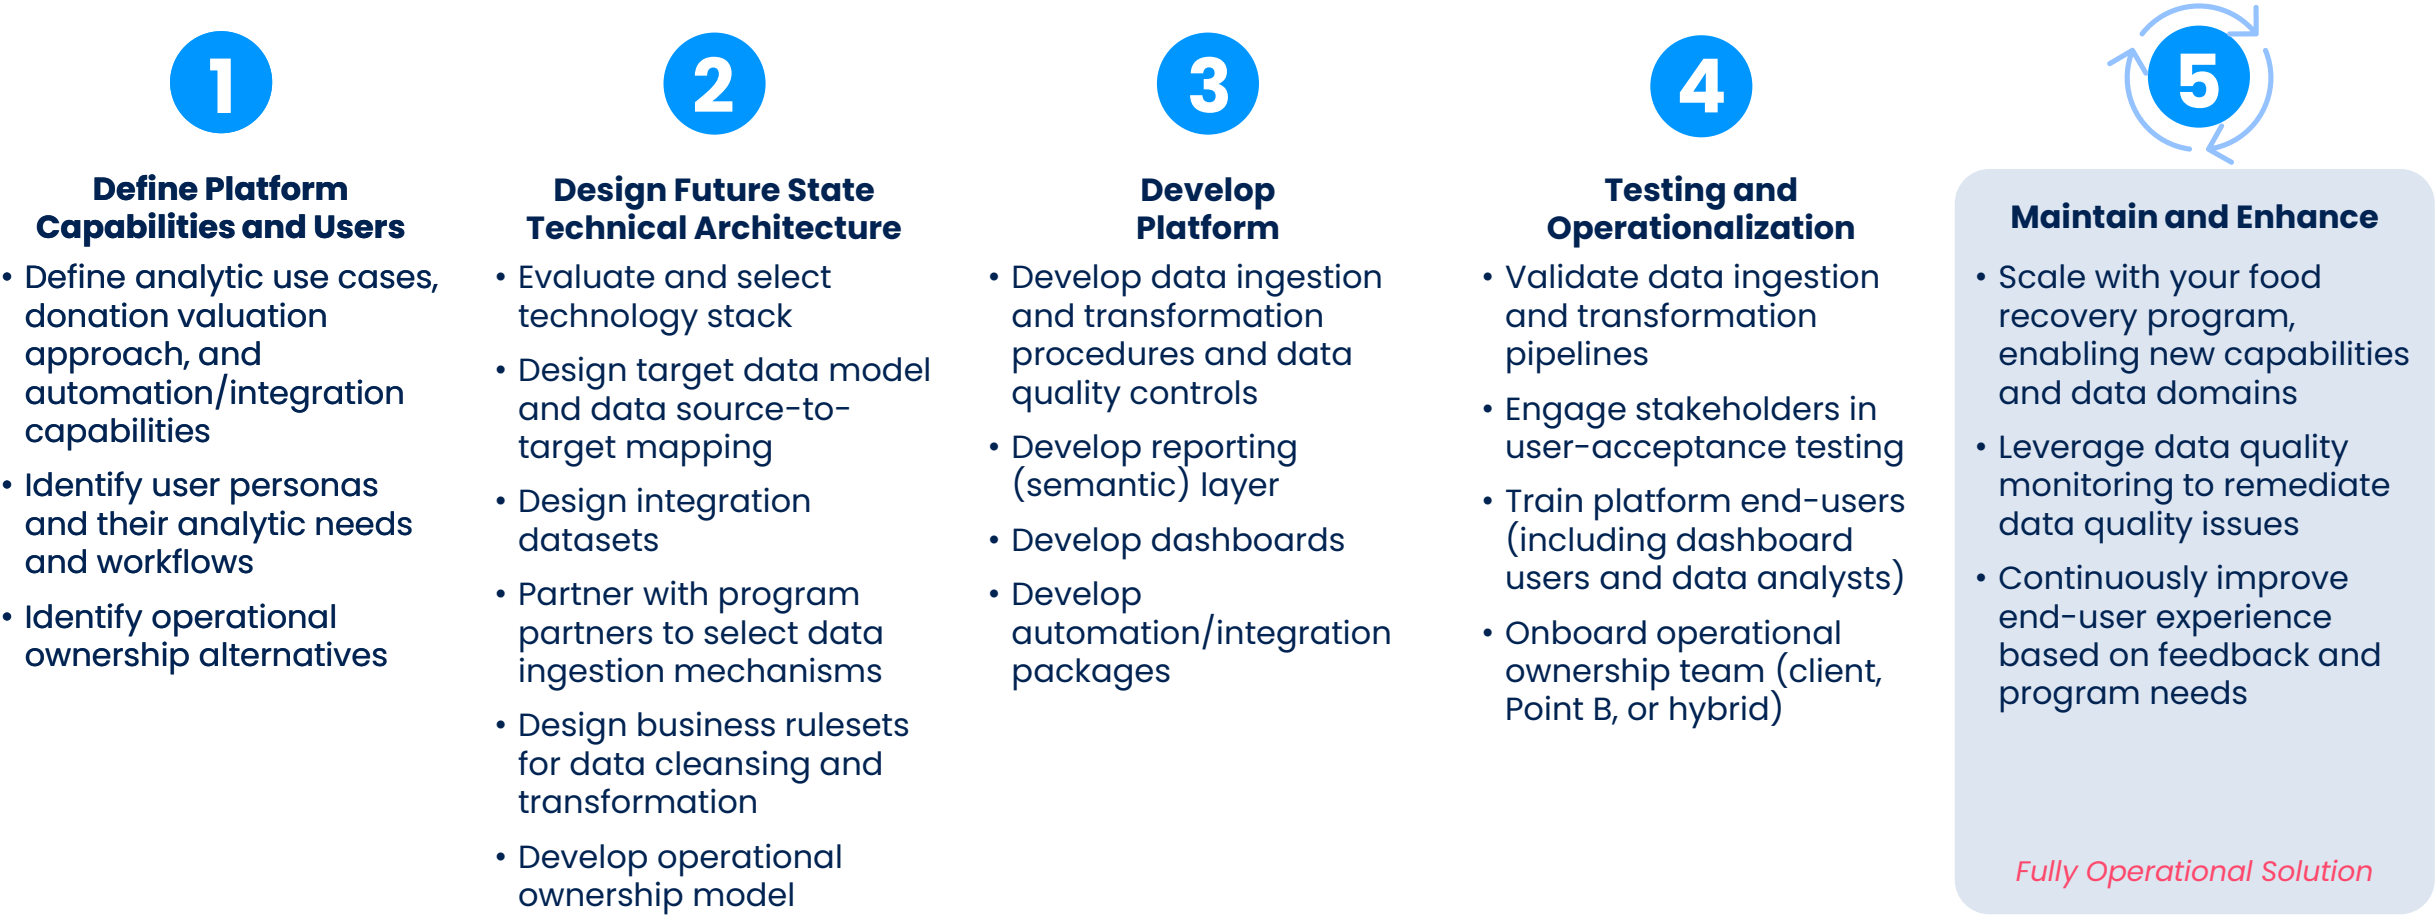 1
Define Platform
Capabilities and Users
• Define analytic use cases,
donation valuation
approach, and
automation/integration
capabilities
• Identify user personas
and their analytic needs
and workflows
• Identify operational
ownership alternatives
2
Design Future State
Technical Architecture
• Evaluate and select
technology stack
• Design target data model
and data source-to-
target mapping
• Design integration
datasets
• Partner with program
partners to select data
ingestion mechanisms
• Design business rulesets
for data cleansing and
transformation
• Develop operational
ownership model
3
Develop
Platform
• Develop data ingestion
and transformation
procedures and data
quality controls
• Develop reporting
(semantic) layer
• Develop dashboards
• Develop
automation/integration
packages
4
Testing and
Operationalization
• Validate data ingestion
and transformation
pipelines
• Engage stakeholders in
user-acceptance testing
• Train platform end-users
(including dashboard
users and data analysts)
• Onboard operational
ownership team (client,
Point B, or hybrid)
5
Maintain and Enhance
• Scale with your food
recovery program,
enabling new capabilities
and data domains
• Leverage data quality
monitoring to remediate
data quality issues
• Continuously improve
end-user experience
based on feedback and
program needs
Fully Operational Solution